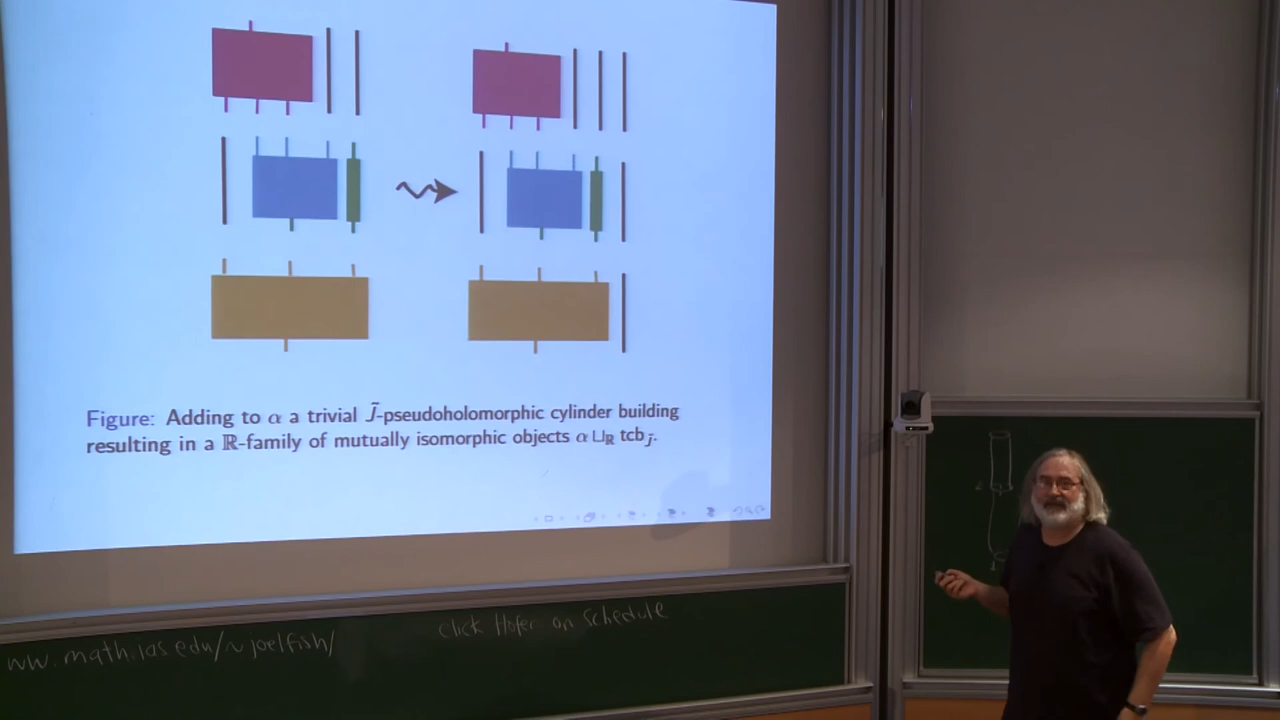 Figure: Adding to α a trivial J̃-pseudoholomorphic cylinder building
resulting in a ℝ-family of mutually isomorphic objects α ⊔ℝ tcb_J̃.
click Hofer on Schedule
ww.math.ias.edu/~joelfish/